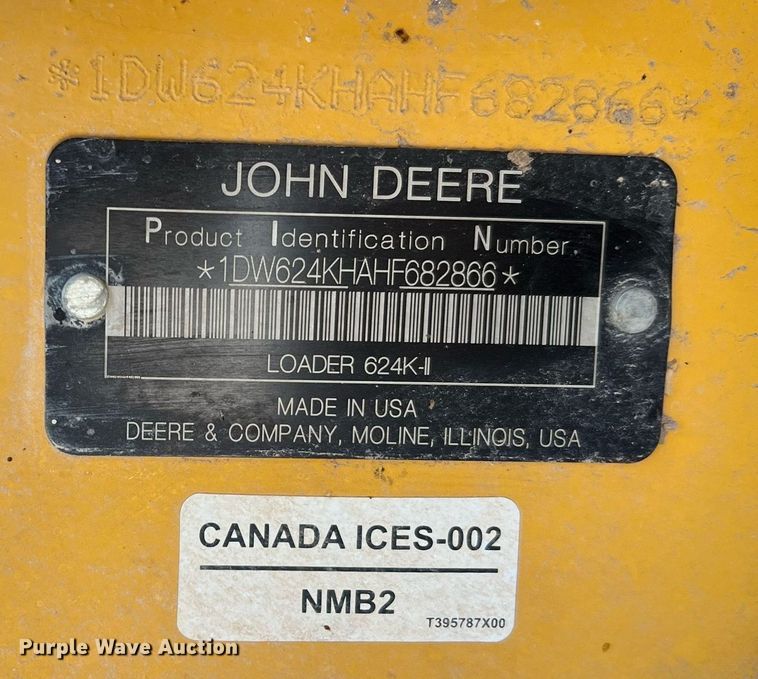 *1DW624KHAHF682866*
JOHN DEERE
Product Identification Number
*1DW624KHAHF682866*
LOADER 624K-II
MADE IN USA
DEERE & COMPANY, MOLINE, ILLINOIS, USA
CANADA ICES-002
NMB2
T395787X00
Purple Wave Auction